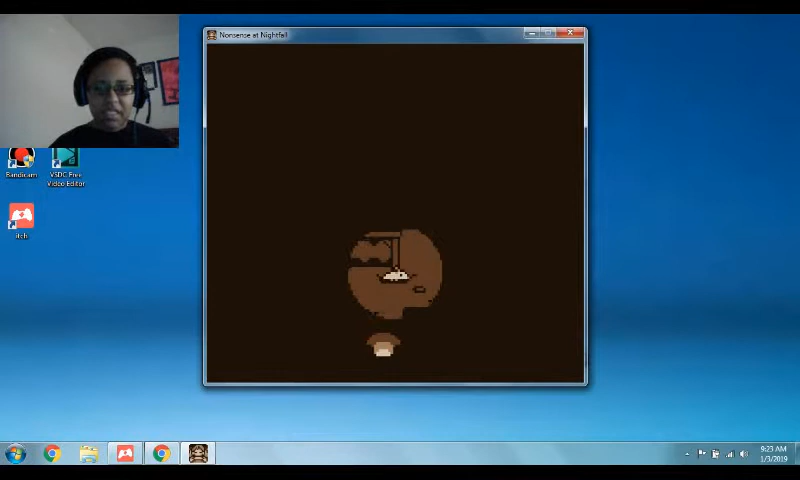 Nonsense at Nightfall
Bandicam
VSDC Free
Video Editor
itch
9:23 AM
1/3/2019